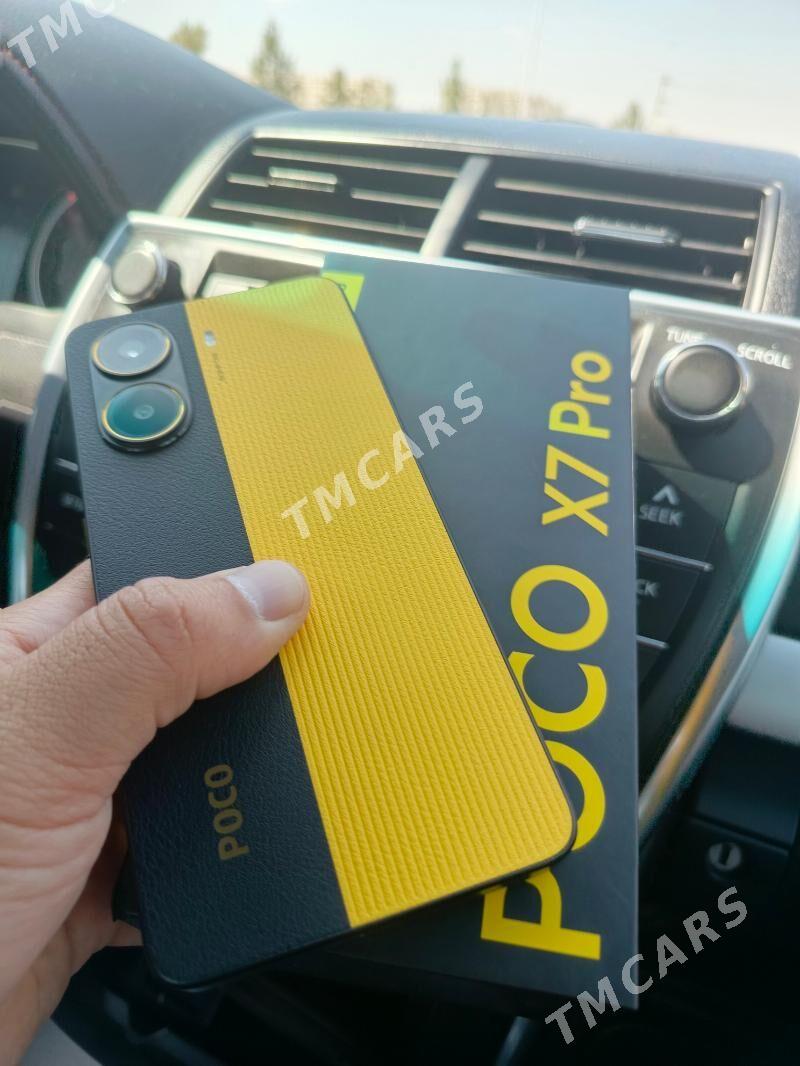 TMCARS
TUNE
SCROLL
POCO X7 Pro
TMCARS
SEEK
POCO
TMCARS